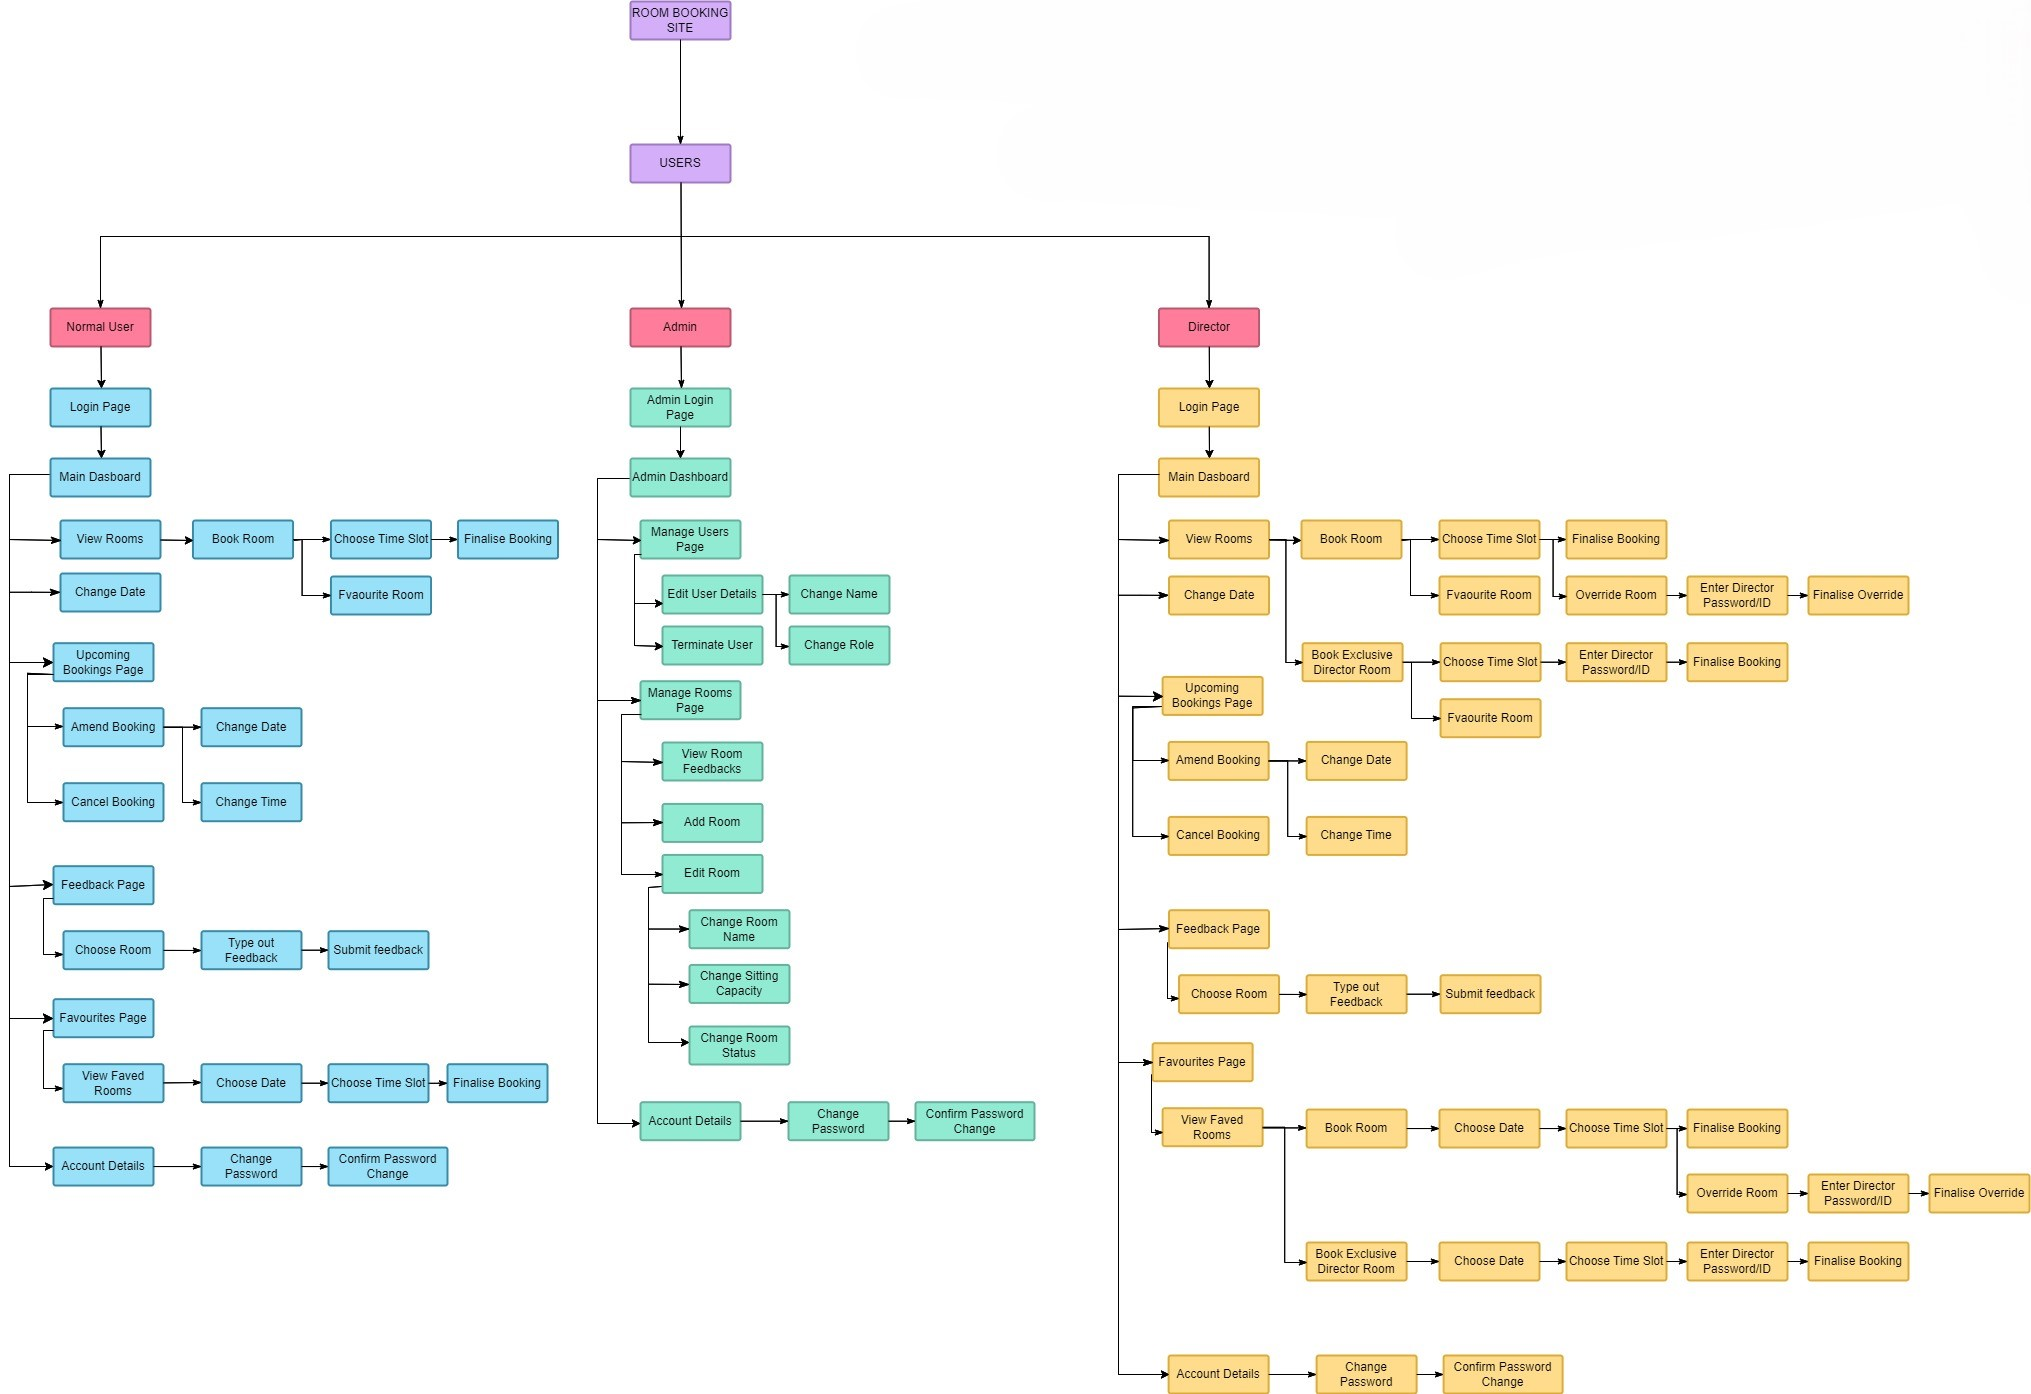 ROOM BOOKING
SITE
USERS
Normal User
Login Page
Main Dasboard
View Rooms
Book Room
Choose Time Slot
Finalise Booking
Fvaourite Room
Change Date
Upcoming
Bookings Page
Amend Booking
Change Date
Cancel Booking
Change Time
Feedback Page
Choose Room
Type out
Feedback
Submit feedback
Favourites Page
View Faved
Rooms
Choose Date
Choose Time Slot
Finalise Booking
Account Details
Change
Password
Confirm Password
Change
Admin
Admin Login
Page
Admin Dashboard
Manage Users
Page
Edit User Details
Change Name
Terminate User
Change Role
Manage Rooms
Page
View Room
Feedbacks
Add Room
Edit Room
Change Room
Name
Change Sitting
Capacity
Change Room
Status
Account Details
Change
Password
Confirm Password
Change
Director
Login Page
Main Dasboard
View Rooms
Book Room
Choose Time Slot
Finalise Booking
Change Date
Fvaourite Room
Override Room
Enter Director
Password/ID
Finalise Override
Book Exclusive
Director Room
Choose Time Slot
Enter Director
Password/ID
Finalise Booking
Fvaourite Room
Upcoming
Bookings Page
Amend Booking
Change Date
Cancel Booking
Change Time
Feedback Page
Choose Room
Type out
Feedback
Submit feedback
Favourites Page
View Faved
Rooms
Book Room
Choose Date
Choose Time Slot
Finalise Booking
Override Room
Enter Director
Password/ID
Finalise Override
Book Exclusive
Director Room
Choose Date
Choose Time Slot
Enter Director
Password/ID
Finalise Booking
Account Details
Change
Password
Confirm Password
Change